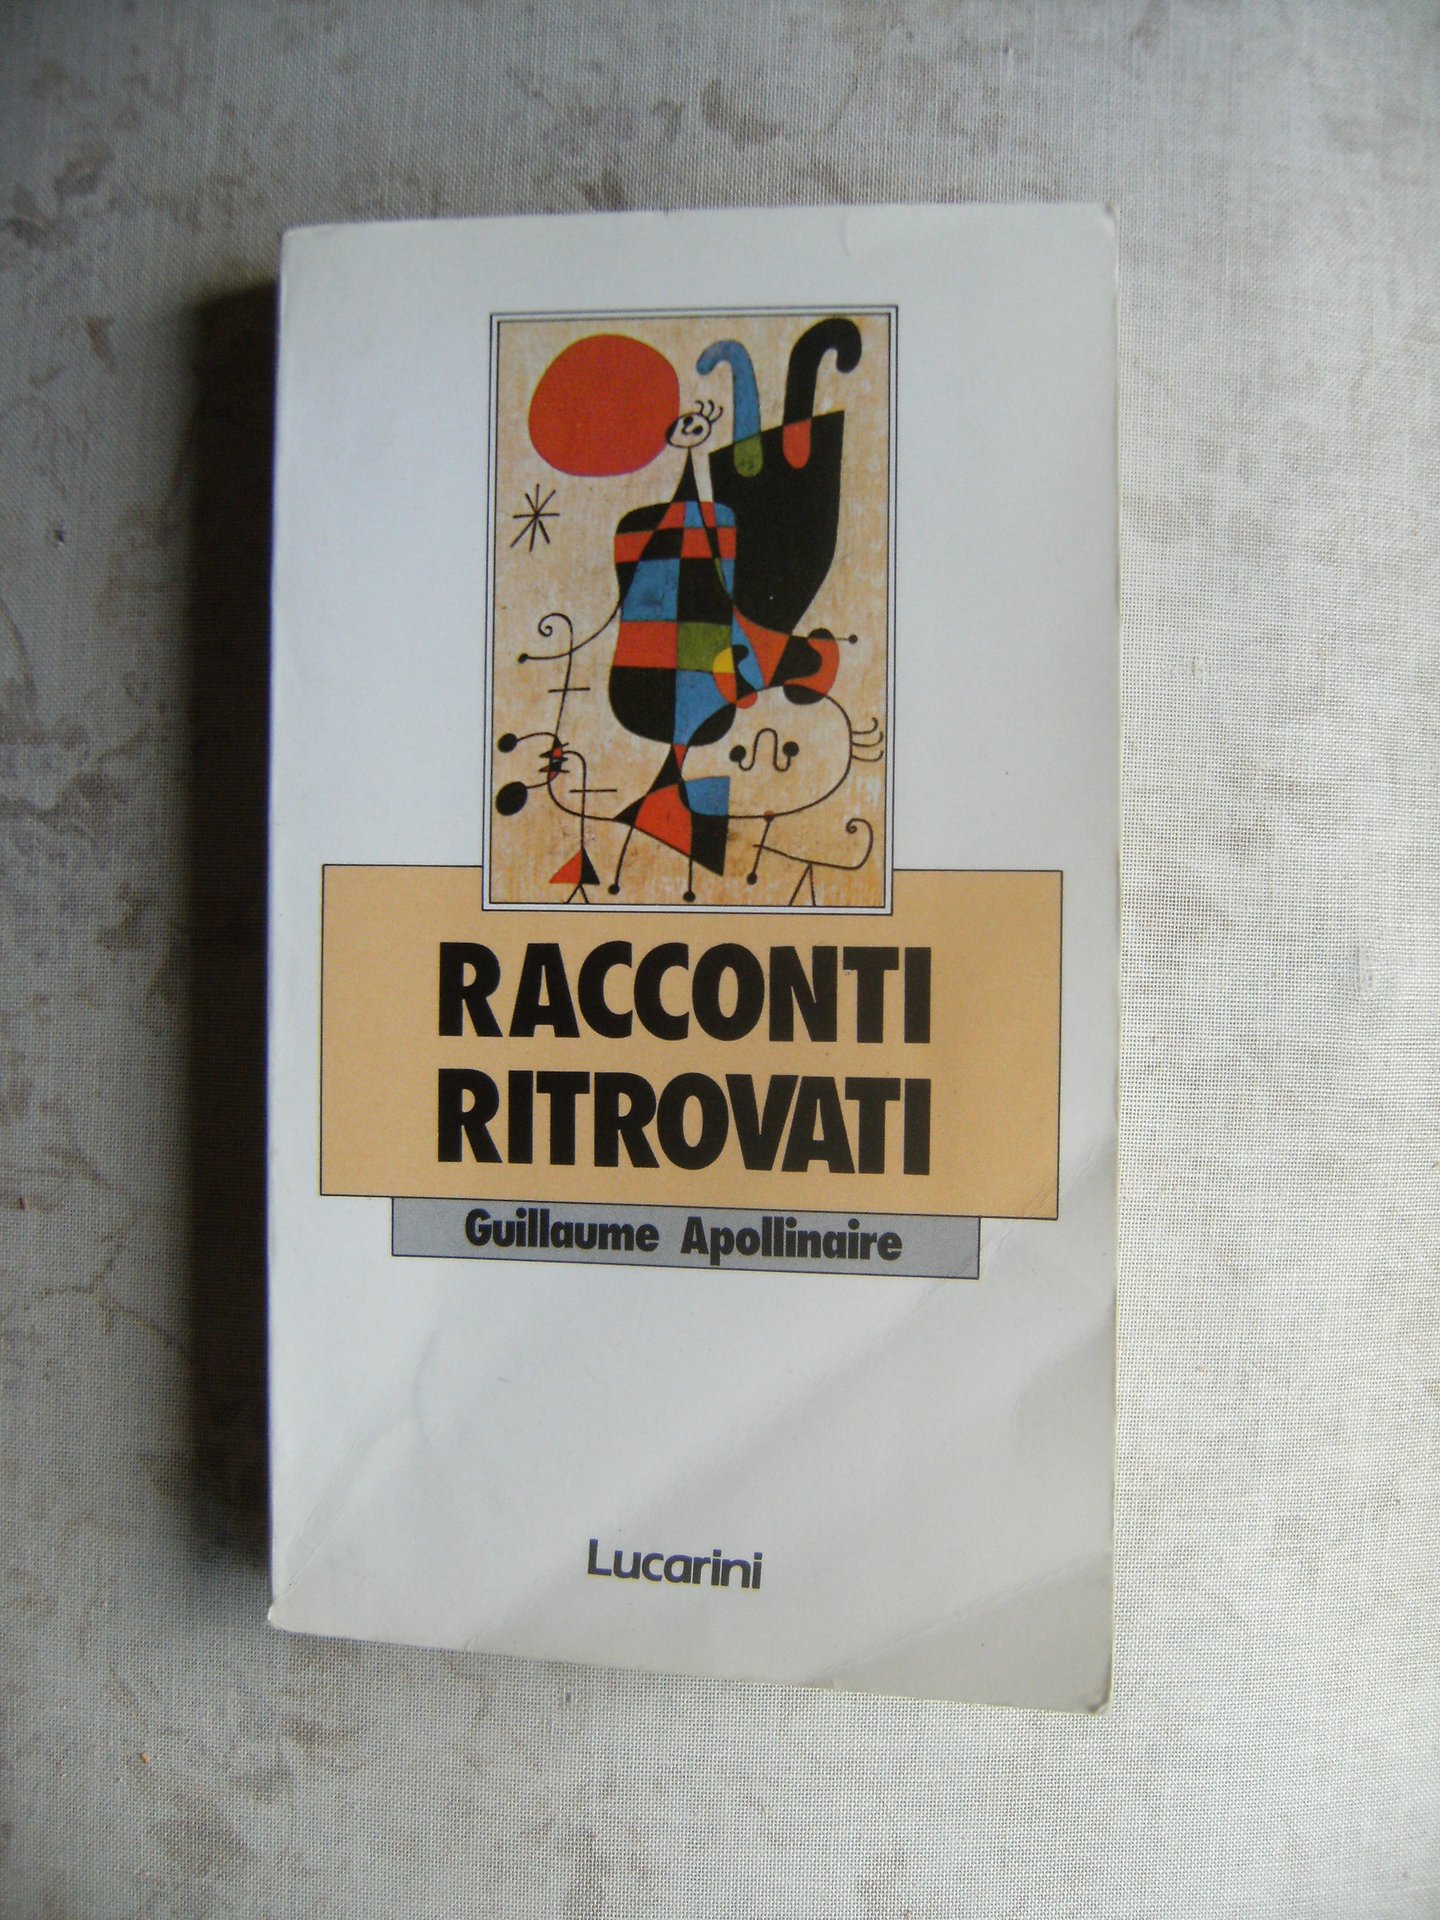 RACCONTI
RITROVATI
Guillaume Apollinaire
Lucarini